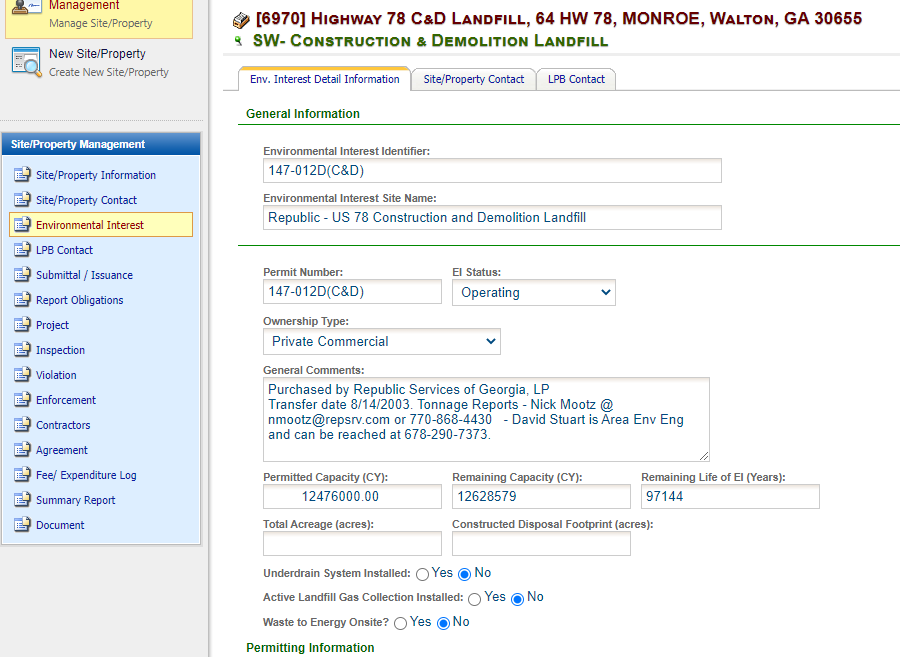 Management
Manage Site/Property
New Site/Property
Create New Site/Property
Site/Property Management
Site/Property Information
Site/Property Contact
Environmental Interest
LPB Contact
Submittal / Issuance
Report Obligations
Project
Inspection
Violation
Enforcement
Contractors
Agreement
Fee/ Expenditure Log
Summary Report
Document
[6970] Highway 78 C&D Landfill, 64 HW 78, MONROE, Walton, GA 30655
SW- Construction & Demolition Landfill
Env. Interest Detail Information Site/Property Contact LPB Contact
General Information
Environmental Interest Identifier:
147-012D(C&D)
Environmental Interest Site Name:
Republic - US 78 Construction and Demolition Landfill
Permit Number: EI Status:
147-012D(C&D) Operating
Ownership Type:
Private Commercial
General Comments:
Purchased by Republic Services of Georgia, LP
Transfer date 8/14/2003. Tonnage Reports - Nick Mootz @
nmootz@repsrv.com or 770-868-4430 - David Stuart is Area Env Eng
and can be reached at 678-290-7373.
Permitted Capacity (CY): Remaining Capacity (CY): Remaining Life of EI (Years):
12476000.00 12628579 97144
Total Acreage (acres): Constructed Disposal Footprint (acres):
Underdrain System Installed: Yes No
Active Landfill Gas Collection Installed: Yes No
Waste to Energy Onsite? Yes No
Permitting Information